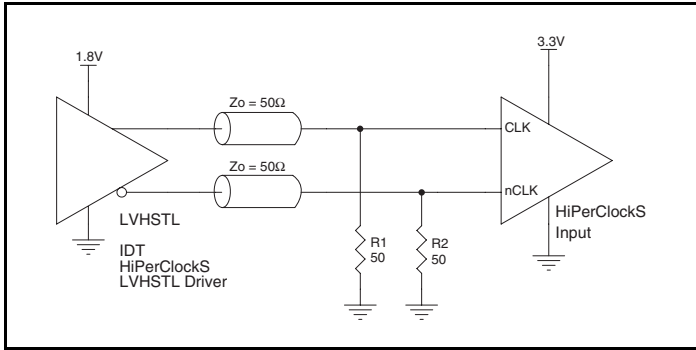 1.8V
3.3V
Zo = 50Ω
CLK
Zo = 50Ω
nCLK
LVHSTL
HiPerClockS
Input
IDT
HiPerClockS
LVHSTL Driver
R1
50
R2
50